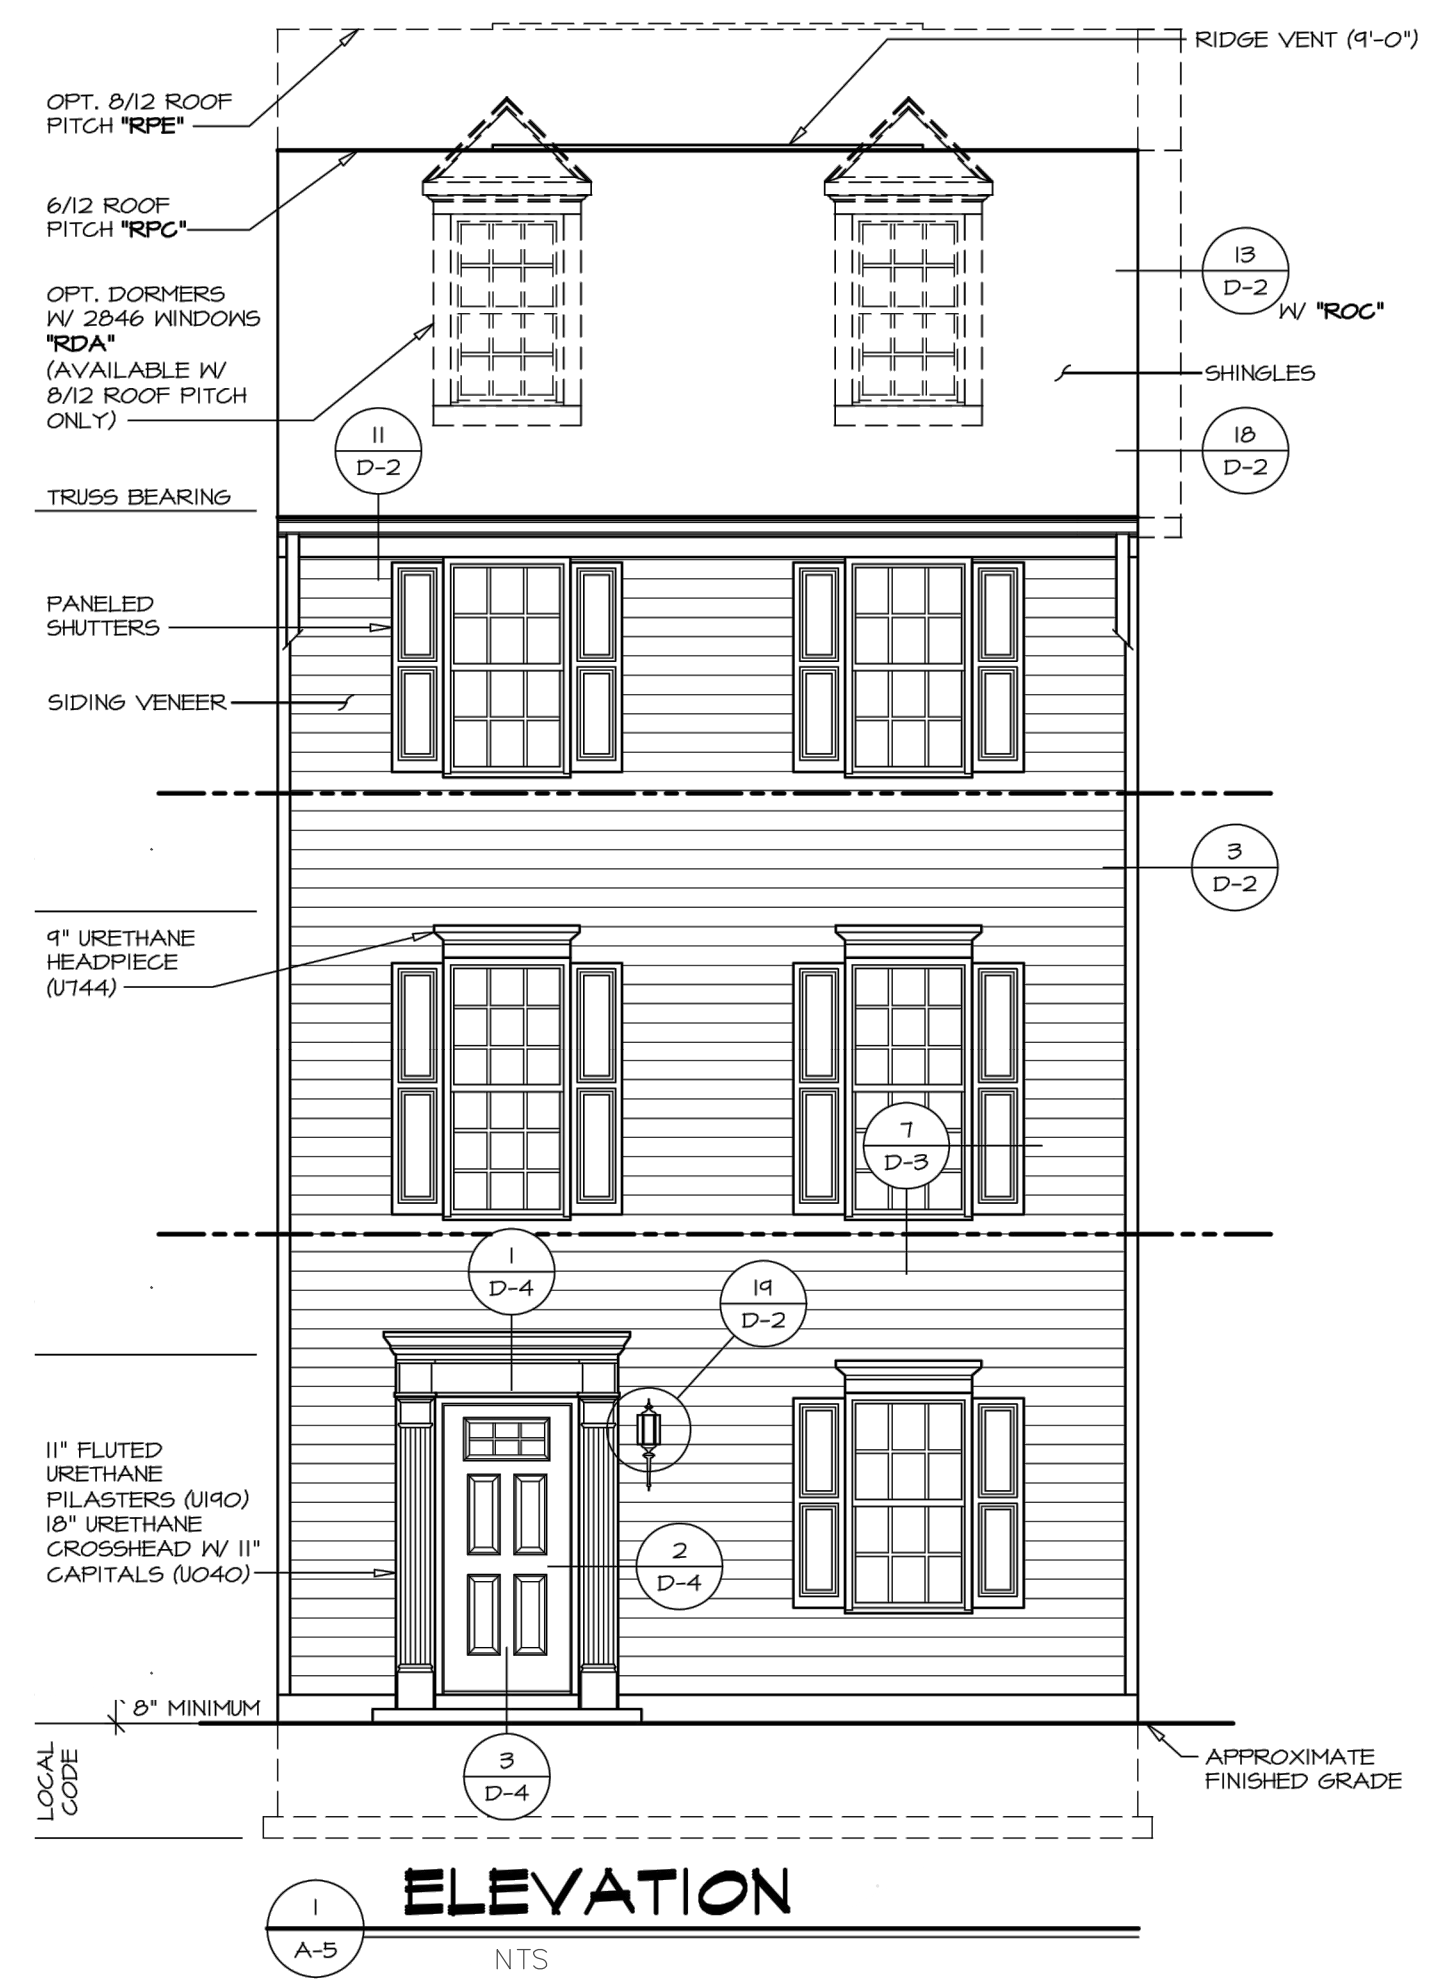 RIDGE VENT (9'-0")
OPT. 8/12 ROOF
PITCH "RPE"
6/12 ROOF
PITCH "RPC"
13
D-2
W/ "ROC"
OPT. DORMERS
W/ 2846 WINDOWS
"RDA"
(AVAILABLE W/
8/12 ROOF PITCH
ONLY)
SHINGLES
11
D-2
18
D-2
TRUSS BEARING
PANELED
SHUTTERS
SIDING VENEER
3
D-2
9" URETHANE
HEADPIECE
(U744)
7
D-3
1
D-4
19
D-2
11" FLUTED
URETHANE
PILASTERS (U190)
18" URETHANE
CROSSHEAD W/ 11"
CAPITALS (U040)
2
D-4
8" MINIMUM
LOCAL
CODE
3
D-4
APPROXIMATE
FINISHED GRADE
ELEVATION
1
A-5
NTS